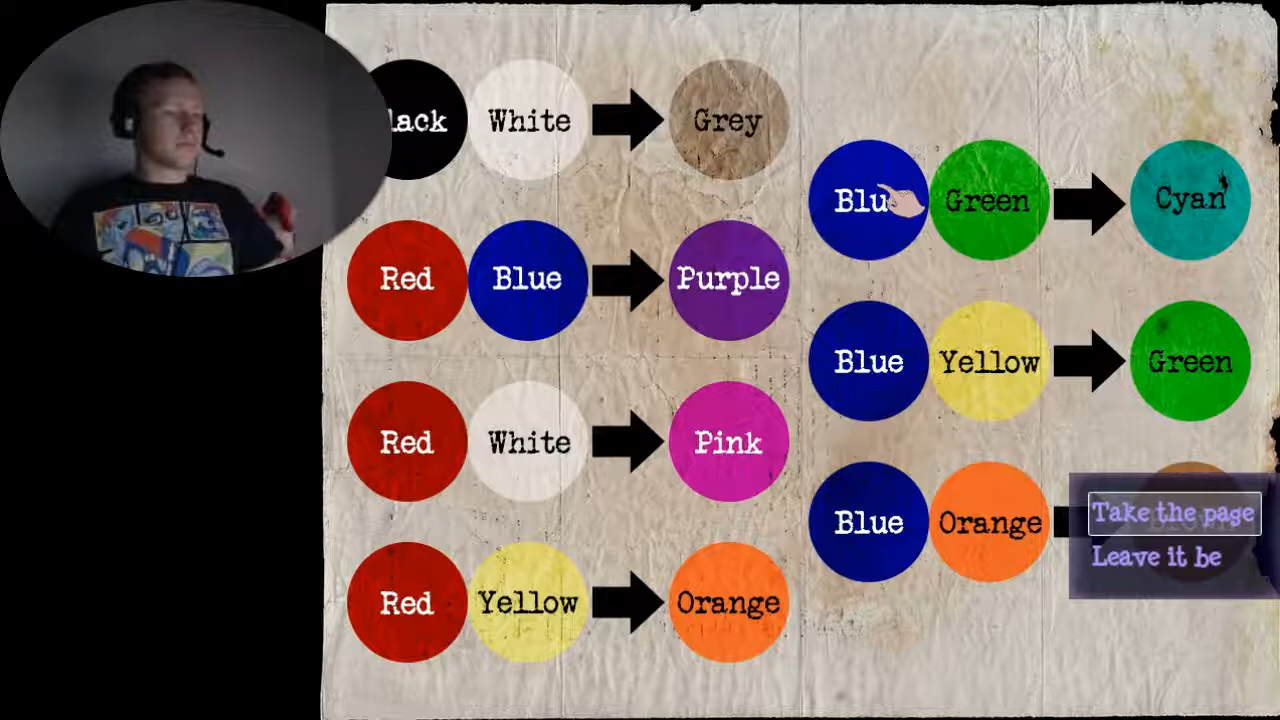 lack White Grey
Red Blue Purple
Red White Pink
Red Yellow Orange
Blu Green Cyan
Blue Yellow Green
Blue Orange
Take the page
Leave it be